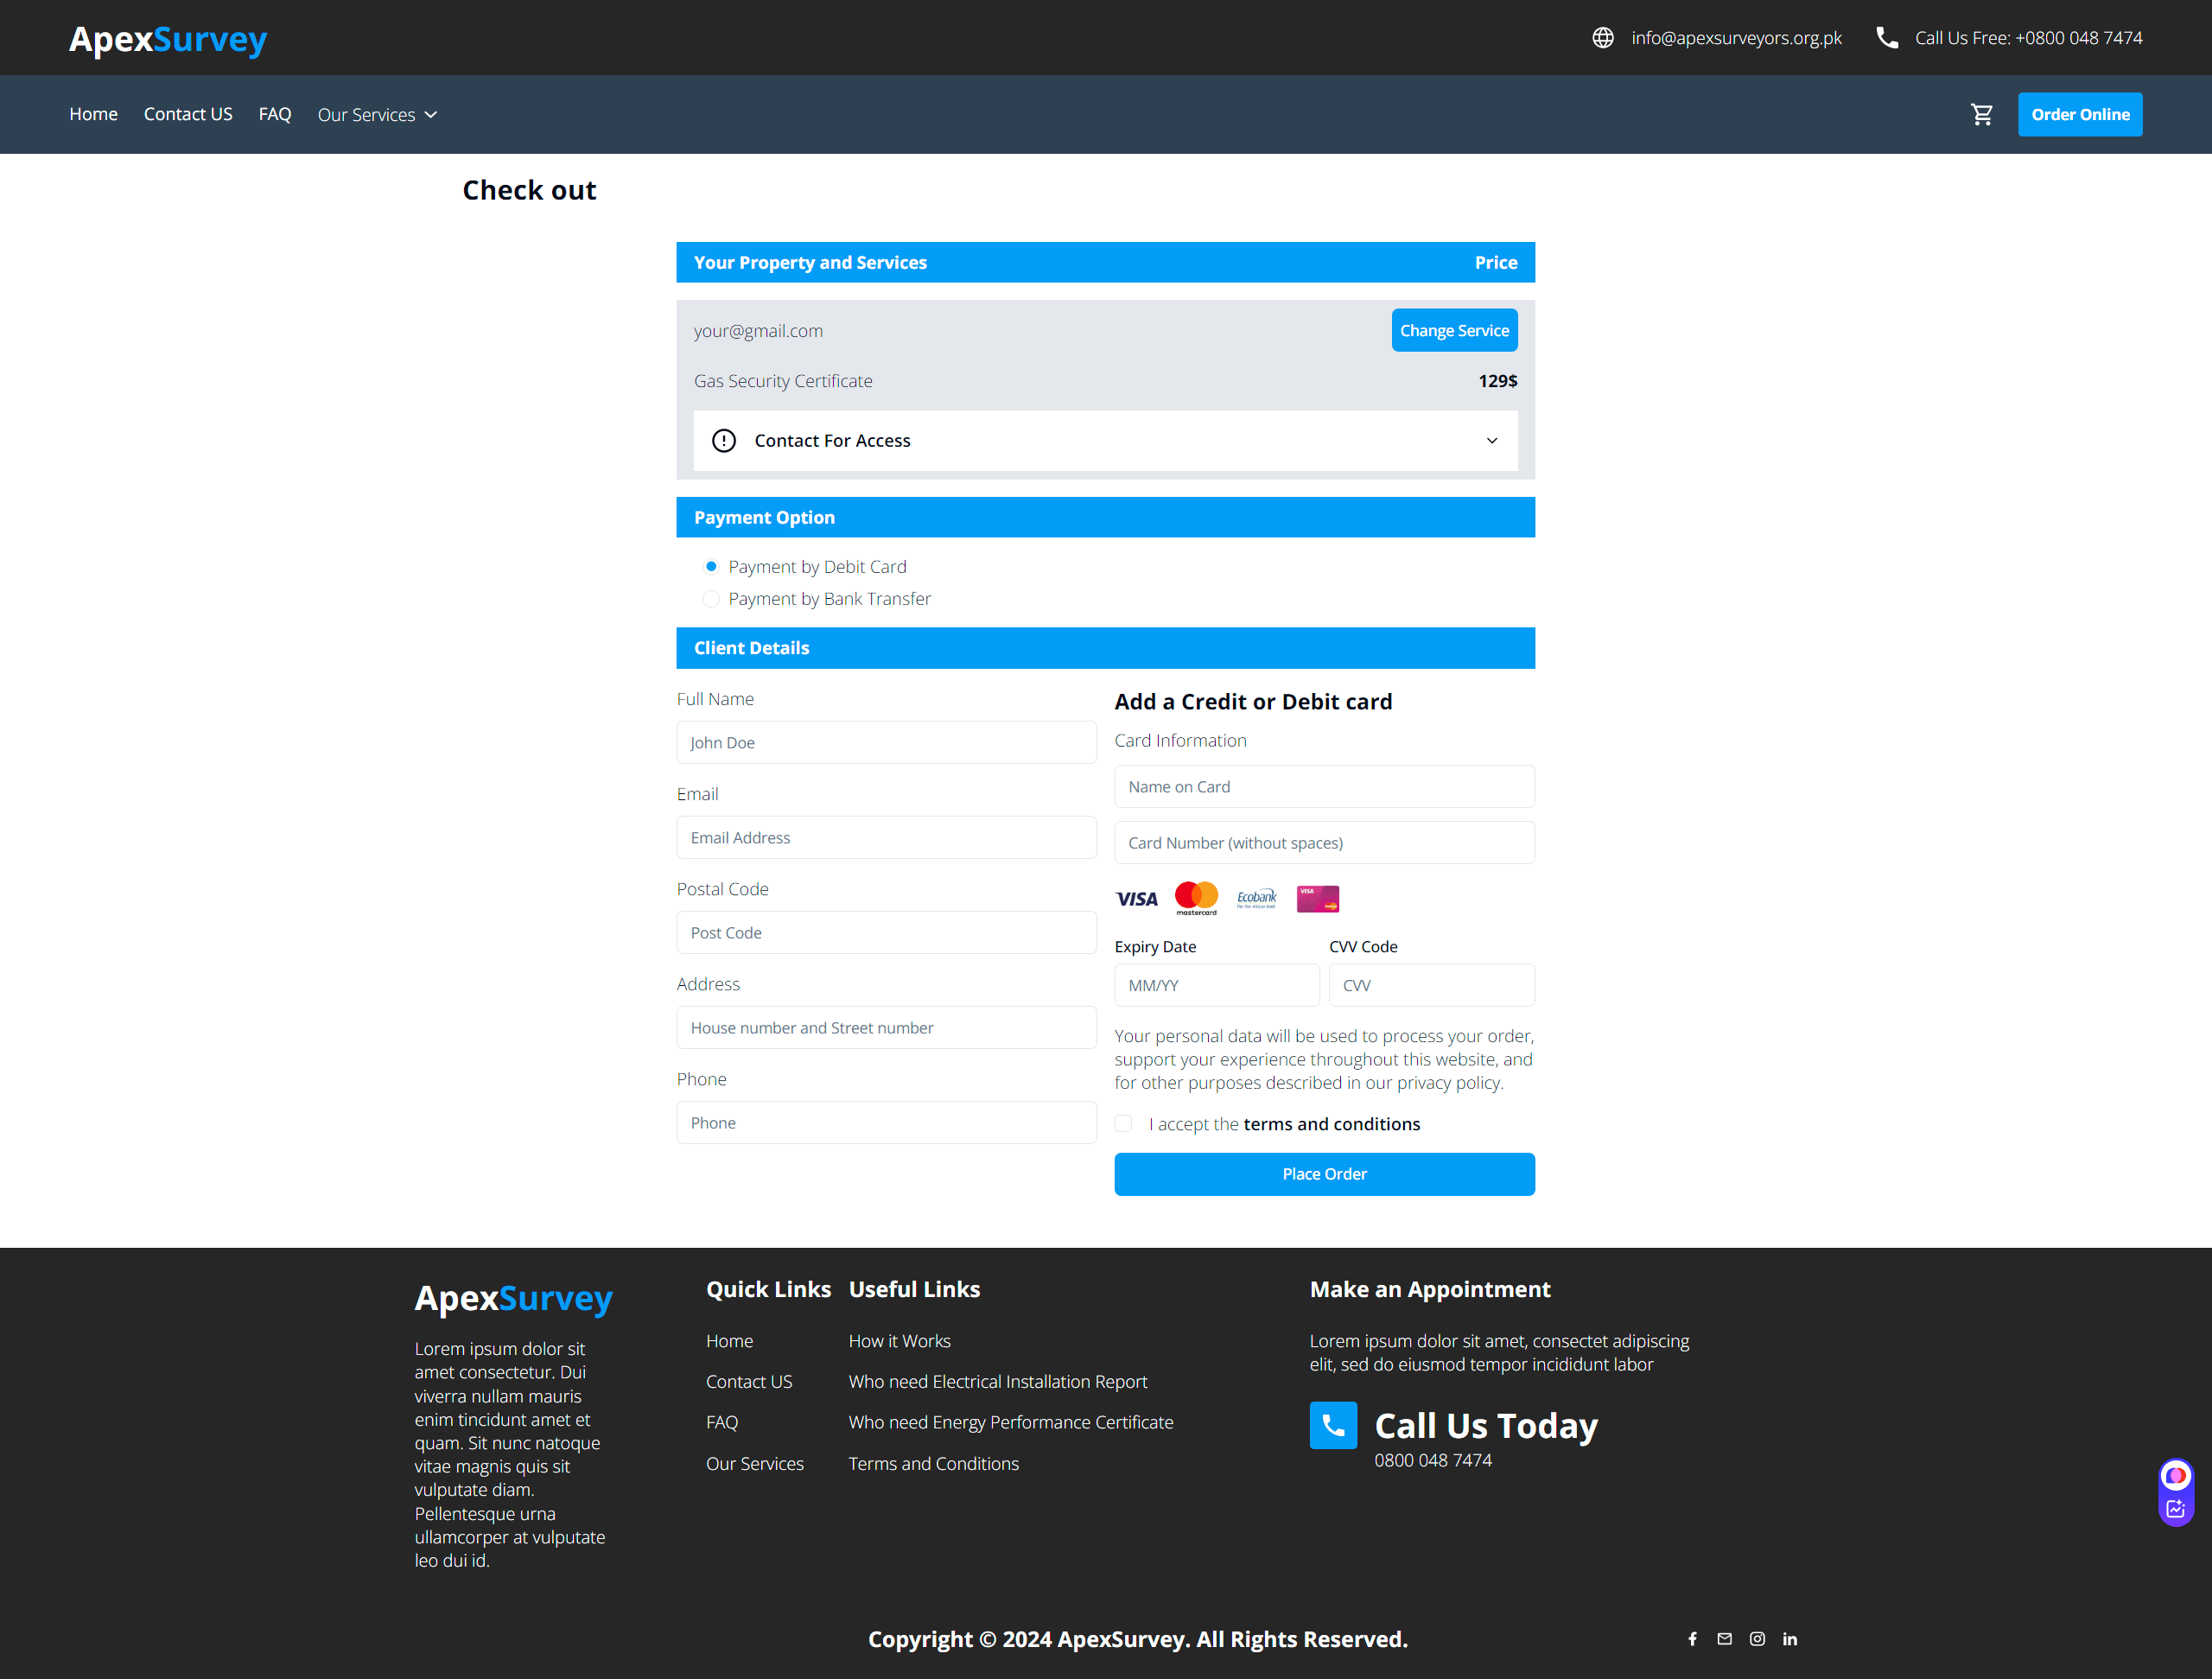 ApexSurvey
info@apexsurveyors.org.pk
Call Us Free: +0800 048 7474
Home
Contact US
FAQ
Our Services
Order Online
Check out
Your Property and Services
Price
your@gmail.com
Change Service
Gas Security Certificate
129$
Contact For Access
Payment Option
Payment by Debit Card
Payment by Bank Transfer
Client Details
Full Name
John Doe
Email
Email Address
Postal Code
Post Code
Address
House number and Street number
Phone
Phone
Add a Credit or Debit card
Card Information
Name on Card
Card Number (without spaces)
VISA
mastercard
Ecobank
VISA
Expiry Date
CVV Code
MM/YY
CVV
Your personal data will be used to process your order,
support your experience throughout this website, and
for other purposes described in our privacy policy.
I accept the terms and conditions
Place Order
ApexSurvey
Lorem ipsum dolor sit
amet consectetur. Dui
viverra nullam mauris
enim tincidunt amet et
quam. Sit nunc natoque
vitae magnis quis sit
vulputate diam.
Pellentesque urna
ullamcorper at vulputate
leo dui id.
Quick Links
Home
Contact US
FAQ
Our Services
Useful Links
How it Works
Who need Electrical Installation Report
Who need Energy Performance Certificate
Terms and Conditions
Make an Appointment
Lorem ipsum dolor sit amet, consectet adipiscing
elit, sed do eiusmod tempor incididunt labor
Call Us Today
0800 048 7474
Copyright © 2024 ApexSurvey. All Rights Reserved.